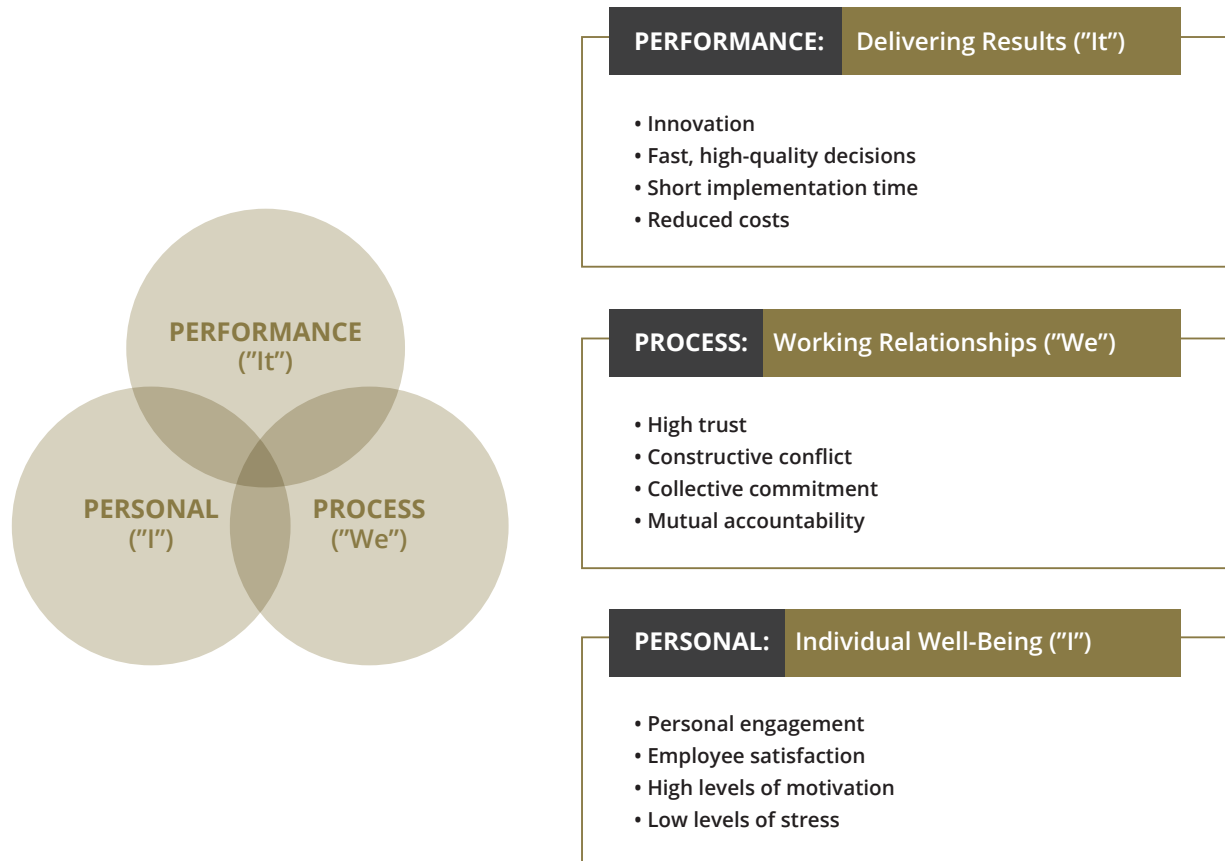 PERFORMANCE
(”It”)
PERSONAL
(”I”)
PROCESS
(”We”)
PERFORMANCE: Delivering Results (”It”)
• Innovation
• Fast, high-quality decisions
• Short implementation time
• Reduced costs
PROCESS: Working Relationships (”We”)
• High trust
• Constructive conflict
• Collective commitment
• Mutual accountability
PERSONAL: Individual Well-Being (”I”)
• Personal engagement
• Employee satisfaction
• High levels of motivation
• Low levels of stress